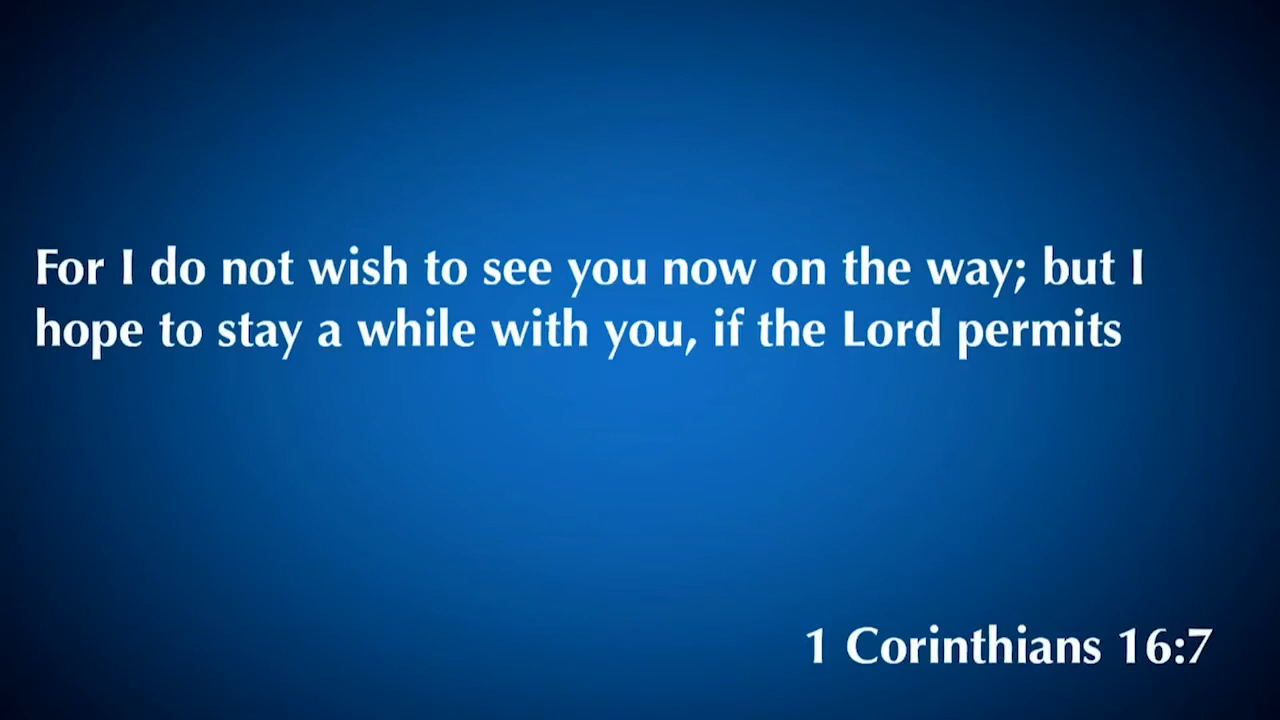 For I do not wish to see you now on the way; but I
hope to stay a while with you, if the Lord permits
1 Corinthians 16:7